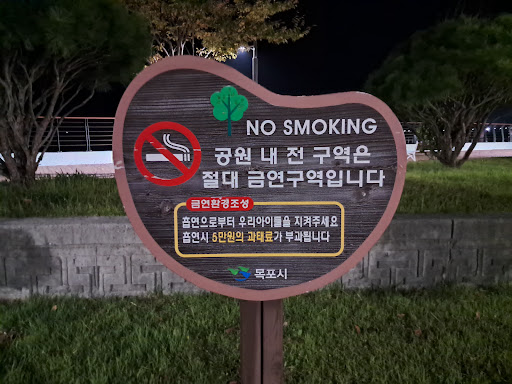 NO SMOKING
공원 내 전 구역은
절대 금연구역입니다
금연환경조성
흡연으로부터 우리아이들을 지켜주세요
흡연시 5만원의 과태료가 부과됩니다
목포시